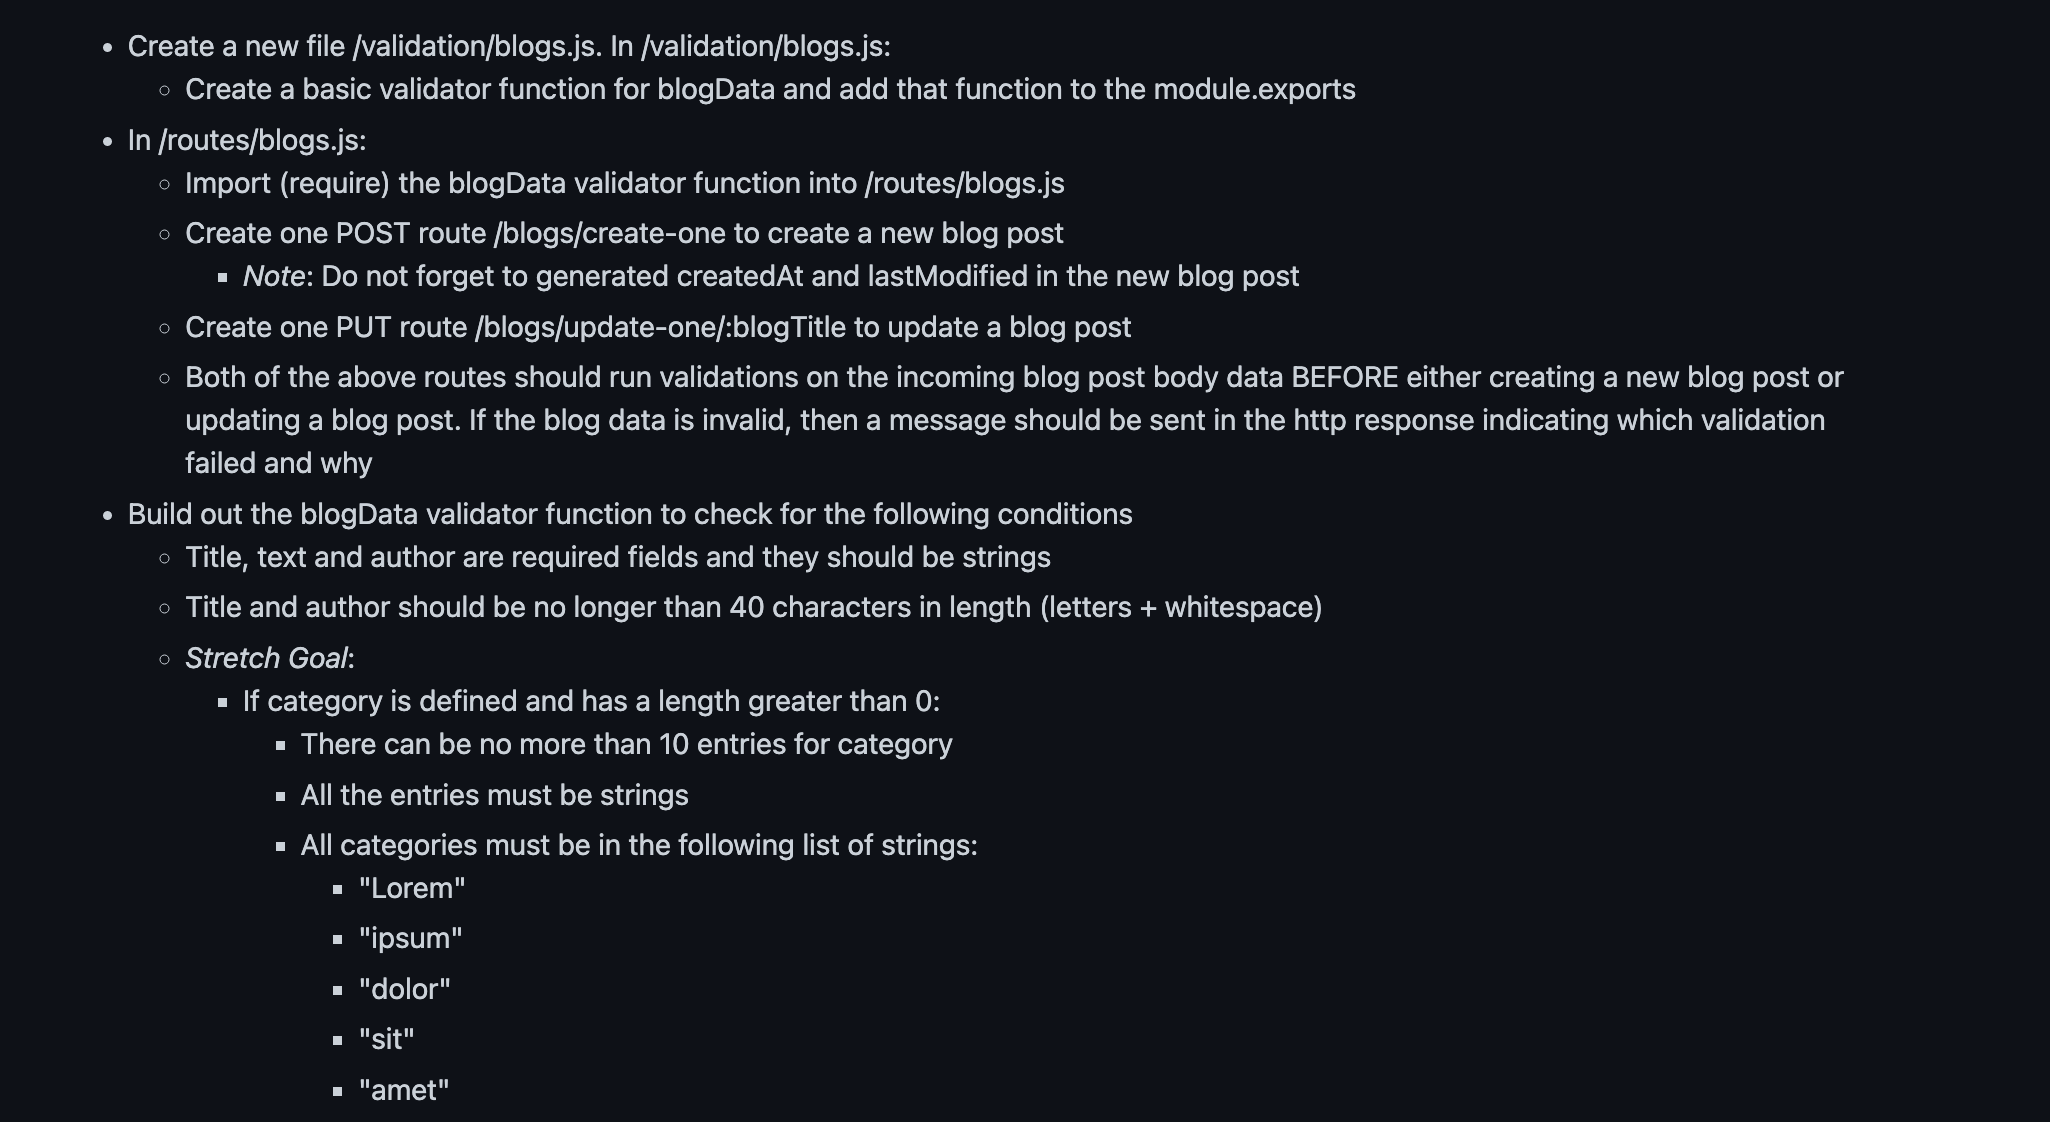 Create a new file /validation/blogs.js. In /validation/blogs.js:
Create a basic validator function for blogData and add that function to the module.exports
In /routes/blogs.js:
Import (require) the blogData validator function into /routes/blogs.js
Create one POST route /blogs/create-one to create a new blog post
Note: Do not forget to generated createdAt and lastModified in the new blog post
Create one PUT route /blogs/update-one/:blogTitle to update a blog post
Both of the above routes should run validations on the incoming blog post body data BEFORE either creating a new blog post or
updating a blog post. If the blog data is invalid, then a message should be sent in the http response indicating which validation
failed and why
Build out the blogData validator function to check for the following conditions
Title, text and author are required fields and they should be strings
Title and author should be no longer than 40 characters in length (letters + whitespace)
Stretch Goal:
If category is defined and has a length greater than 0:
There can be no more than 10 entries for category
All the entries must be strings
All categories must be in the following list of strings:
"Lorem"
"ipsum"
"dolor"
"sit"
"amet"